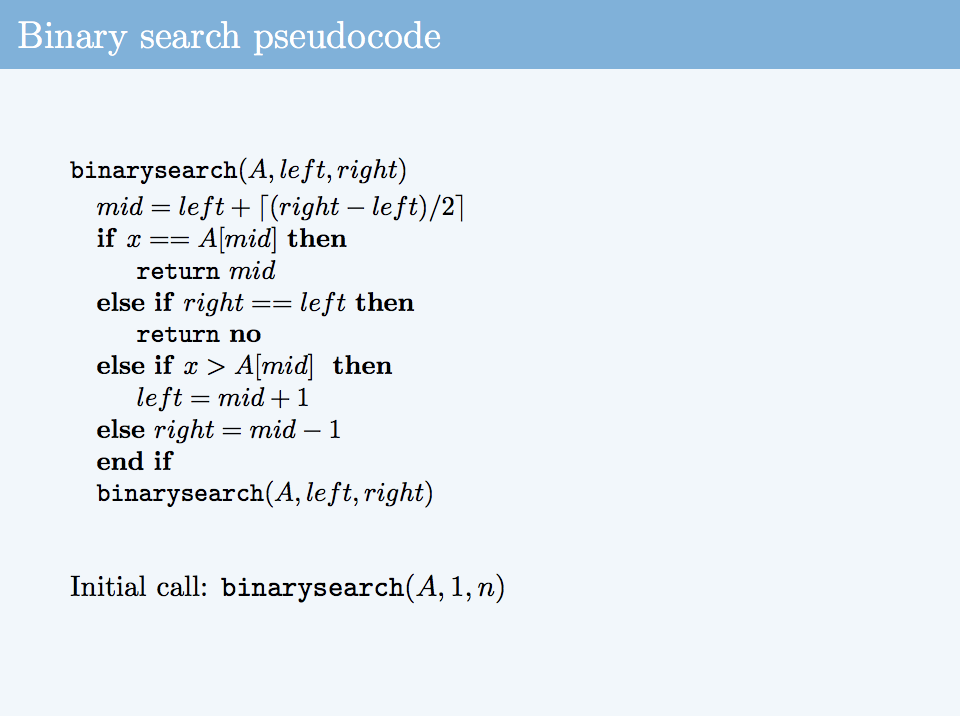 Binary search pseudocode
binarysearch(A, left, right)
mid = left + ⌈(right − left)/2⌉
if x == A[mid] then
return mid
else if right == left then
return no
else if x > A[mid] then
left = mid + 1
else right = mid − 1
end if
binarysearch(A, left, right)
Initial call: binarysearch(A, 1, n)